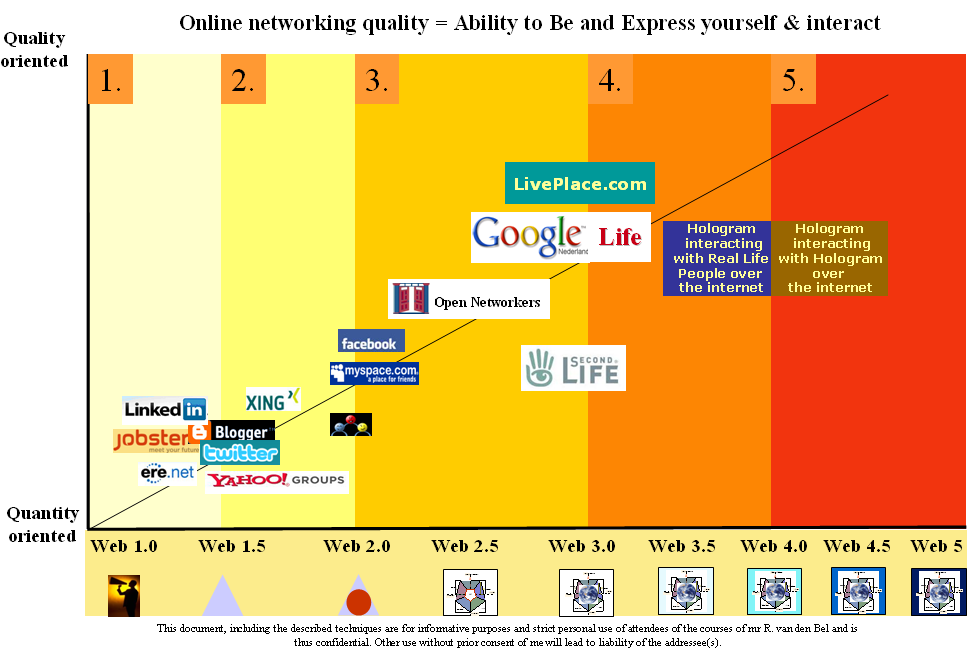 Online networking quality = Ability to Be and Express yourself & interact
Quality
oriented
1.
2.
3.
4.
5.
LivePlace.com
Google™
Nederland
Life
Hologram
interacting
with Real Life
People over
the internet
Hologram
interacting
with Hologram
over
the internet
Open Networkers
facebook
myspace.com
a place for friends
SECOND
LIFE
XING
Linked in
jobster
meet your future
Blogger
twitter
ere.net
YAHOO! GROUPS
Quantity
oriented
Web 1.0
Web 1.5
Web 2.0
Web 2.5
Web 3.0
Web 3.5
Web 4.0
Web 4.5
Web 5
This document, including the described techniques are for informative purposes and strict personal use of attendees of the courses of mr R. van den Bel and is
thus confidential. Other use without prior consent of me will lead to liability of the addressee(s).